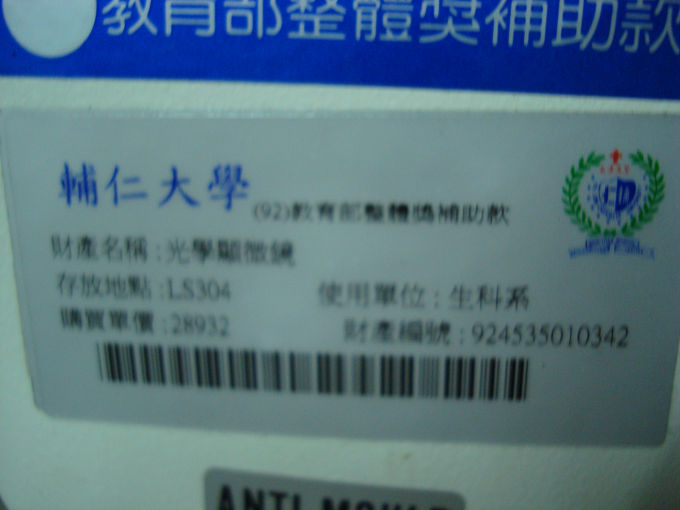 教育部整體獎補助款
輔仁大學 (92)教育部整體獎補助款
財產名稱:光學顯微鏡
存放地點:LS304 使用單位:生科系
購買單價:28932 財產編號:924535010342
ANTI-MOULD